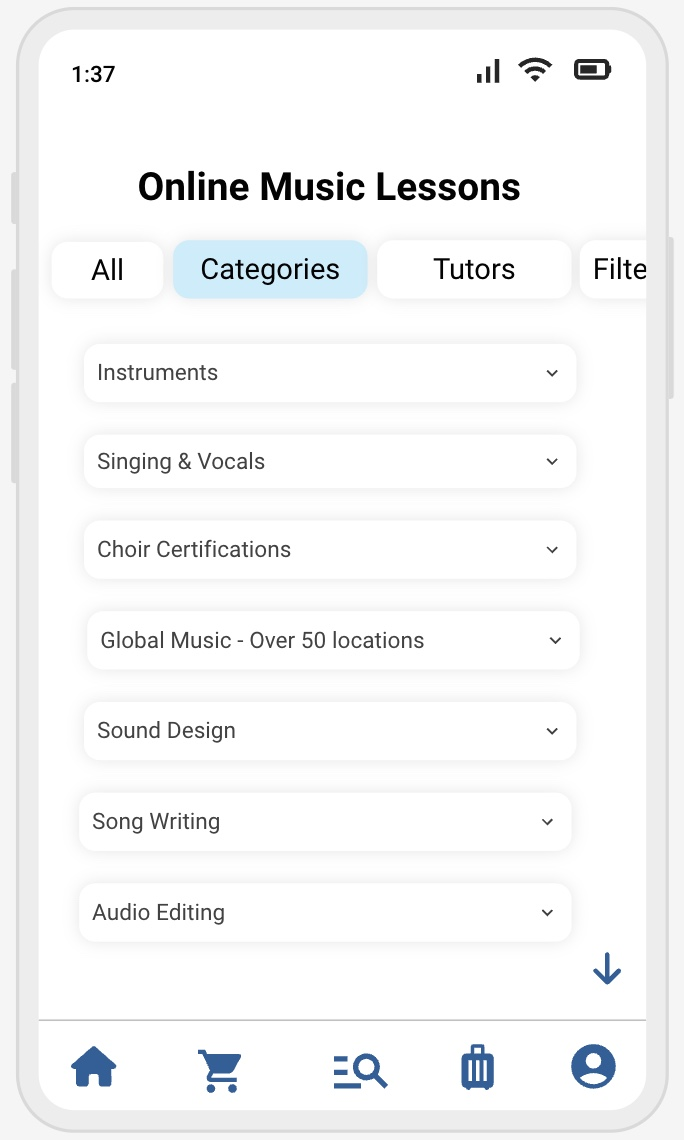 1:37
Online Music Lessons
All Categories Tutors Filte
Instruments
Singing & Vocals
Choir Certifications
Global Music - Over 50 locations
Sound Design
Song Writing
Audio Editing